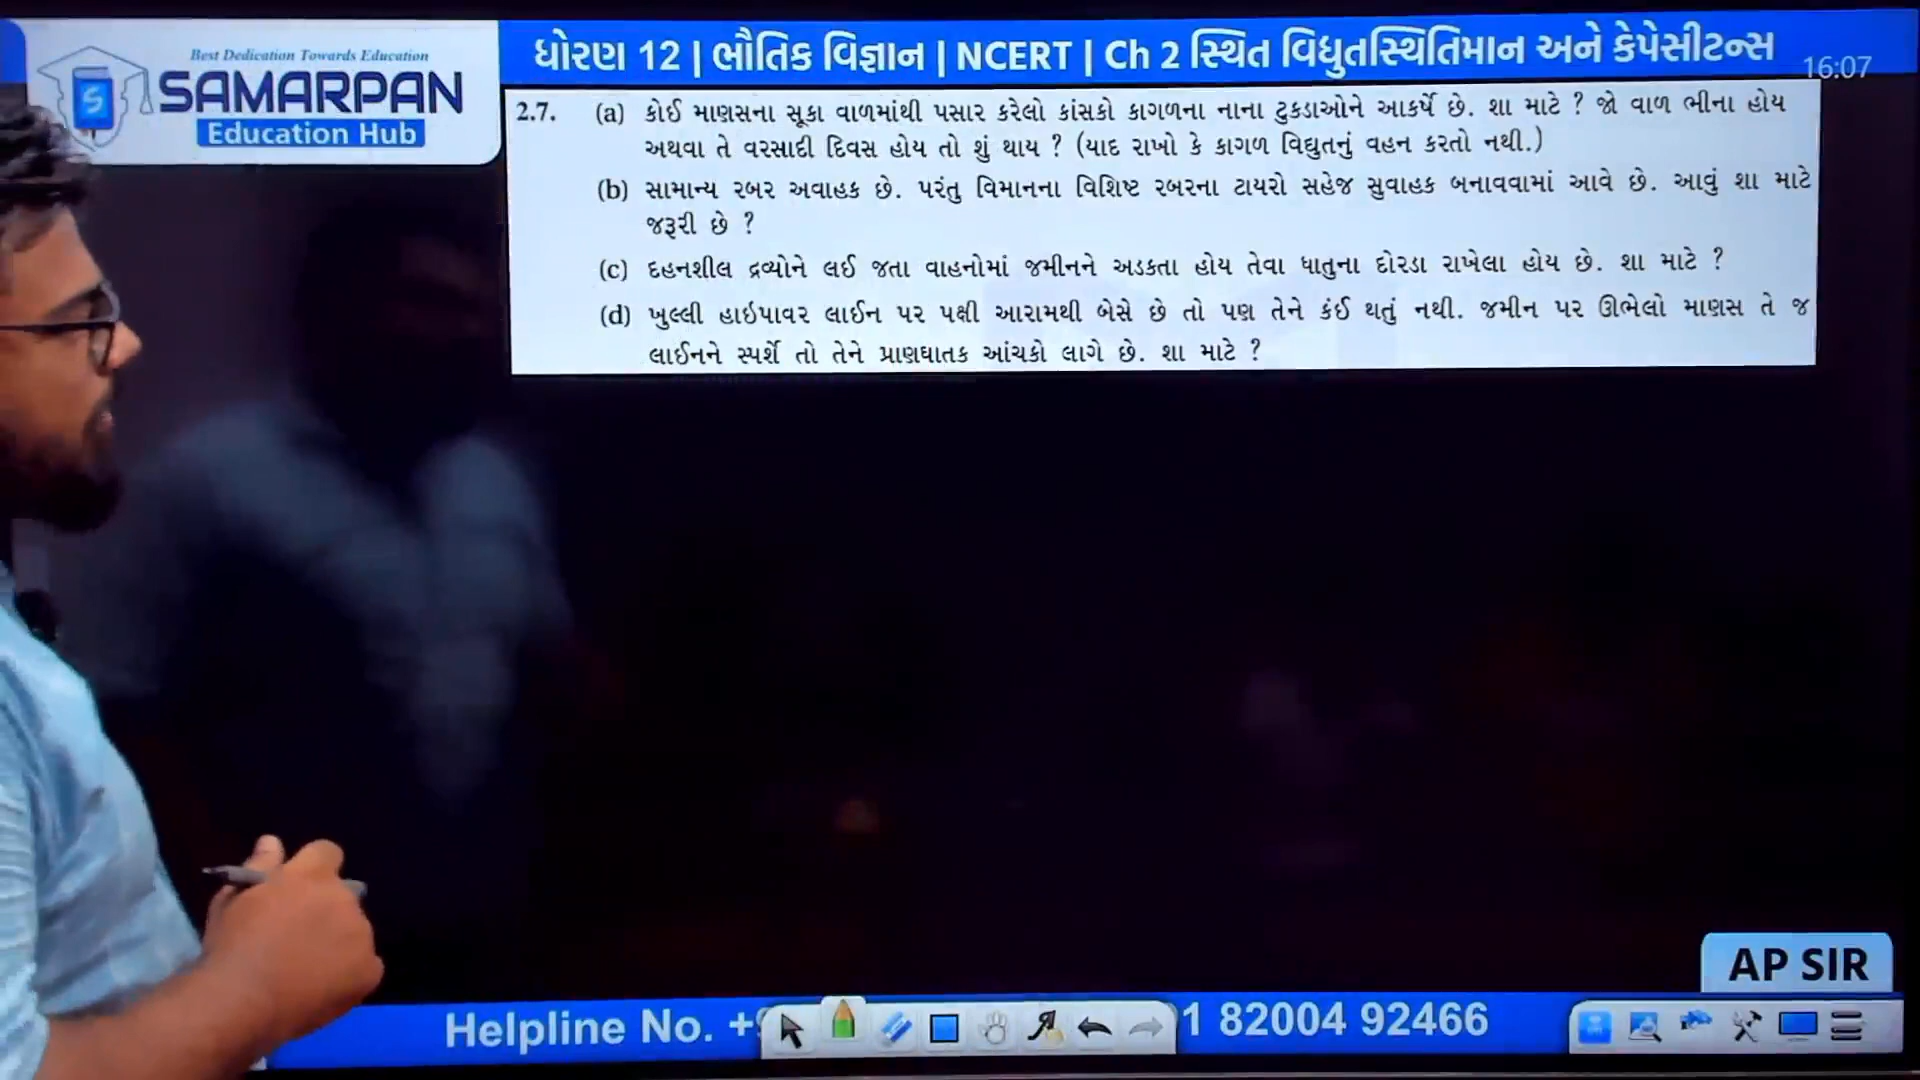 Best Dedication Towards Education
SAMARPAN
Education Hub
ધોરણ 12 | ભૌતિક વિજ્ઞાન | NCERT | Ch 2 સ્થિત વિદ્યુતસ્થિતિમાન અને કેપેસીટન્સ
16:07
2.7. (a) કોઈ માણસના સૂકા વાળમાંથી પસાર કરેલો કાંસકો કાગળના નાના ટુકડાઓને આકર્ષે છે. શા માટે ? જો વાળ ભીના હોય
અથવા તે વરસાદી દિવસ હોય તો શું થાય ? (યાદ રાખો કે કાગળ વિદ્યુતનું વહન કરતો નથી.)
(b) સામાન્ય રબર અવાહક છે. પરંતુ વિમાનના વિશિષ્ટ રબરના ટાયરો સહેજ સુવાહક બનાવવામાં આવે છે. આવું શા માટે
જરૂરી છે ?
(c) દહનશીલ દ્રવ્યોને લઈ જતા વાહનોમાં જમીનને અડકતા હોય તેવા ધાતુના દોરડા રાખેલા હોય છે. શા માટે ?
(d) ખુલ્લી હાઇપાવર લાઈન પર પક્ષી આરામથી બેસે છે તો પણ તેને કંઈ થતું નથી. જમીન પર ઊભેલો માણસ તે જ
લાઈનને સ્પર્શે તો તેને પ્રાણઘાતક આંચકો લાગે છે. શા માટે ?
AP SIR
Helpline No. +9 1 82004 92466